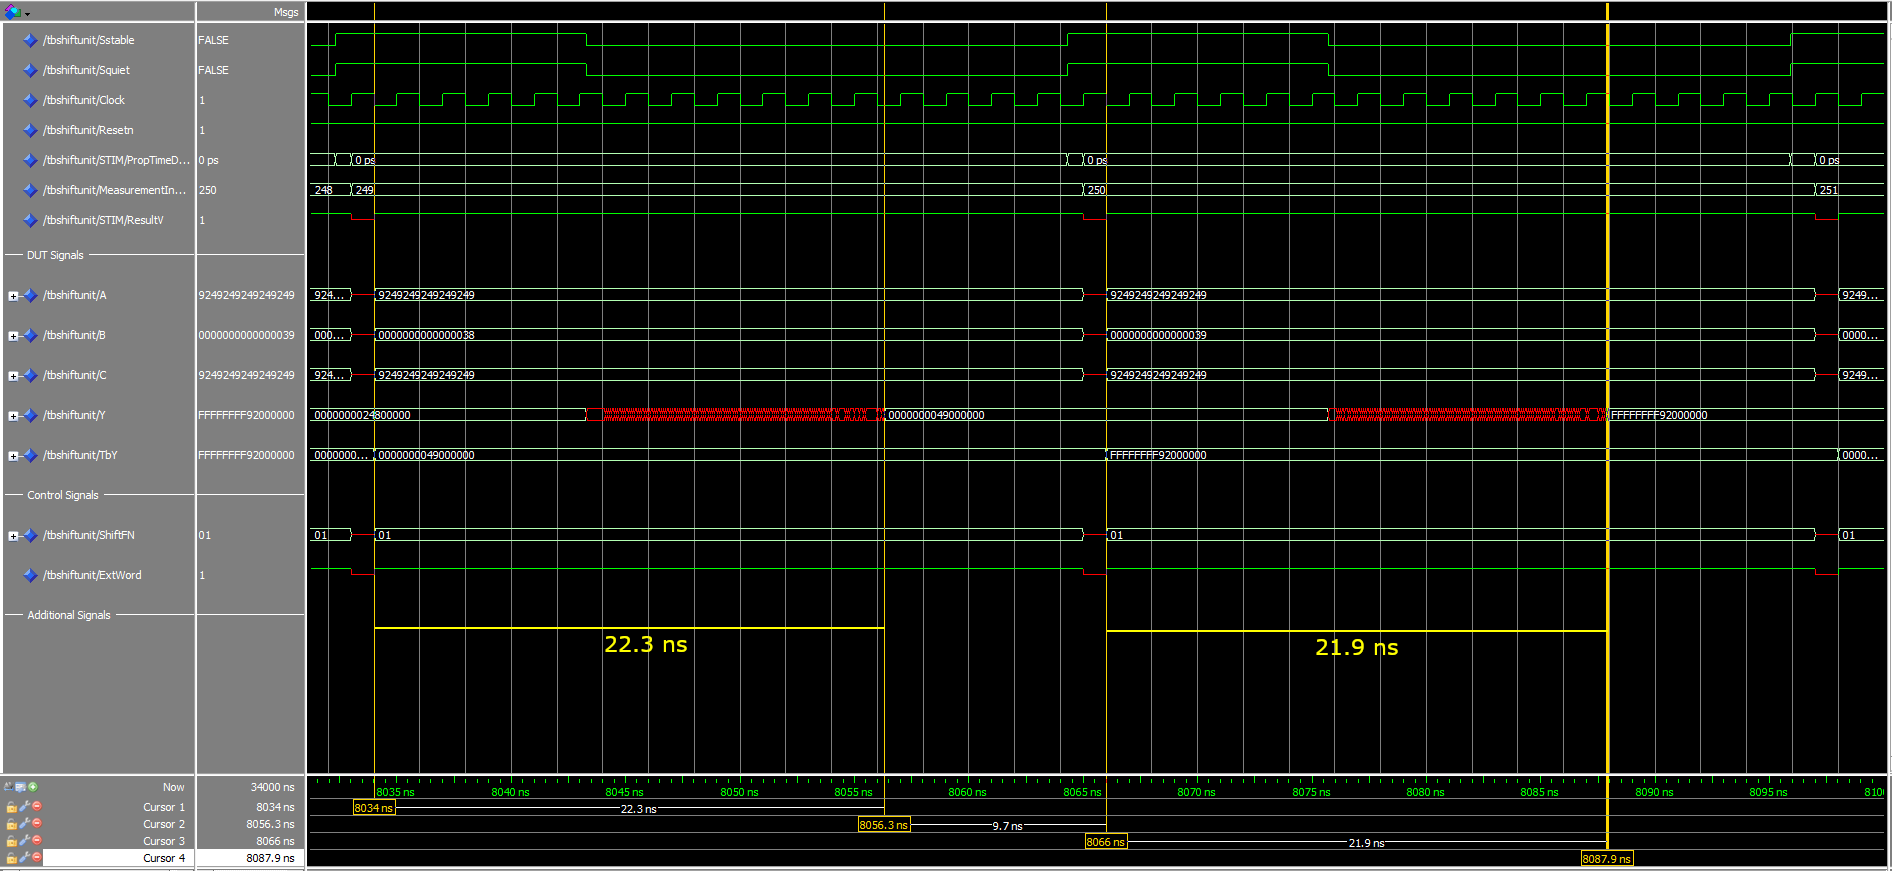 Msgs
/tbshiftunit/Sstable FALSE
/tbshiftunit/Squiet FALSE
/tbshiftunit/Clock 1
/tbshiftunit/Resetn 1
/tbshiftunit/STIM/PropTimeD... 0 ps 0 ps 0 ps 0 ps
/tbshiftunit/MeasurementIn... 250 248 249 250 251
/tbshiftunit/STIM/ResultV 1
DUT Signals
/tbshiftunit/A 9249249249249249 924... 9249249249249249 9249249249249249 9249...
/tbshiftunit/B 0000000000000039 000... 0000000000000038 0000000000000039 0000...
/tbshiftunit/C 9249249249249249 924... 9249249249249249 9249249249249249 9249...
/tbshiftunit/Y FFFFFFFF92000000 0000000024800000 0000000049000000 FFFFFFFF92000000
/tbshiftunit/TbY FFFFFFFF92000000 0000000... 0000000049000000 FFFFFFFF92000000 0000...
Control Signals
/tbshiftunit/ShiftFN 01 01 01 01 01
/tbshiftunit/ExtWord 1
Additional Signals
22.3 ns 21.9 ns
Now 34000 ns 8035 ns 8040 ns 8045 ns 8050 ns 8055 ns 8060 ns 8065 ns 8070 ns 8075 ns 8080 ns 8085 ns 8090 ns 8095 ns 810
Cursor 1 8034 ns 8034 ns 22.3 ns
Cursor 2 8056.3 ns 8056.3 ns 9.7 ns
Cursor 3 8066 ns 8066 ns 21.9 ns
Cursor 4 8087.9 ns 8087.9 ns